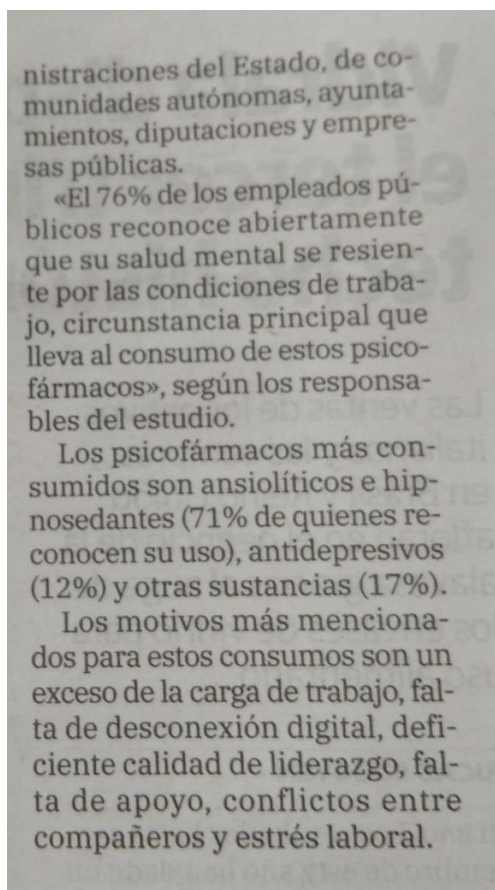 nistraciones del Estado, de co-
munidades autónomas, ayunta-
mientos, diputaciones y empre-
sas públicas.
«El 76% de los empleados pú-
blicos reconoce abiertamente
que su salud mental se resien-
te por las condiciones de traba-
jo, circunstancia principal que
lleva al consumo de estos psico-
fármacos», según los responsa-
bles del estudio.
Los psicofármacos más con-
sumidos son ansiolíticos e hip-
nosedantes (71% de quienes re-
conocen su uso), antidepresivos
(12%) y otras sustancias (17%).
Los motivos más menciona-
dos para estos consumos son un
exceso de la carga de trabajo, fal-
ta de desconexión digital, defi-
ciente calidad de liderazgo, fal-
ta de apoyo, conflictos entre
compañeros y estrés laboral.